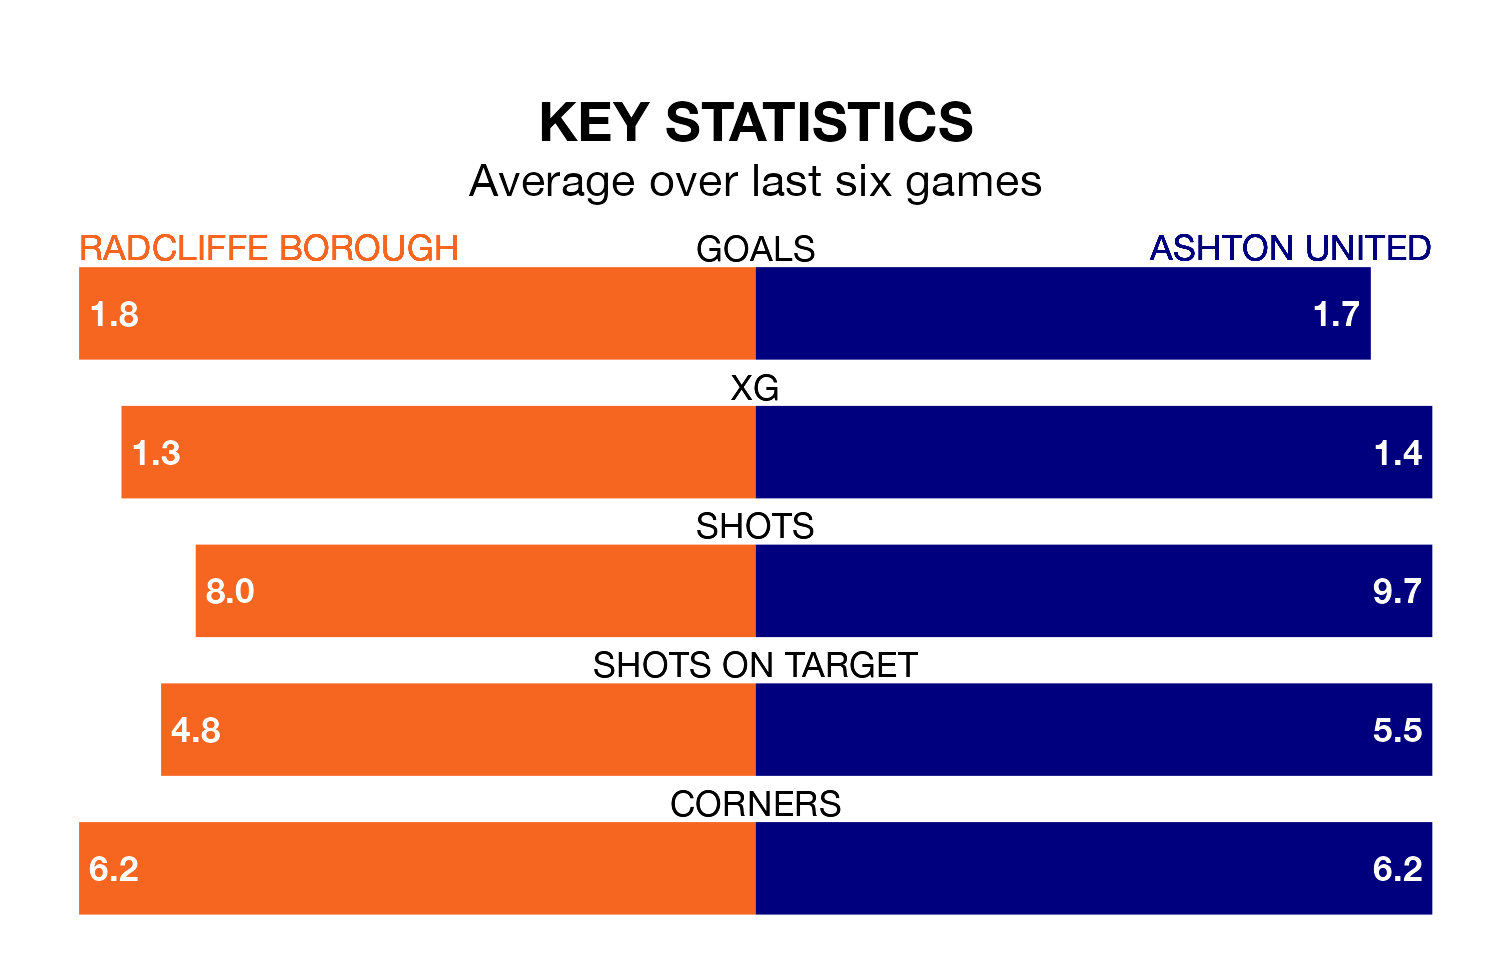 KEY STATISTICS
Average over last six games
RADCLIFFE BOROUGH GOALS ASHTON UNITED
1.8 1.7
XG
1.3 1.4
SHOTS
8.0 9.7
SHOTS ON TARGET
4.8 5.5
CORNERS
6.2 6.2